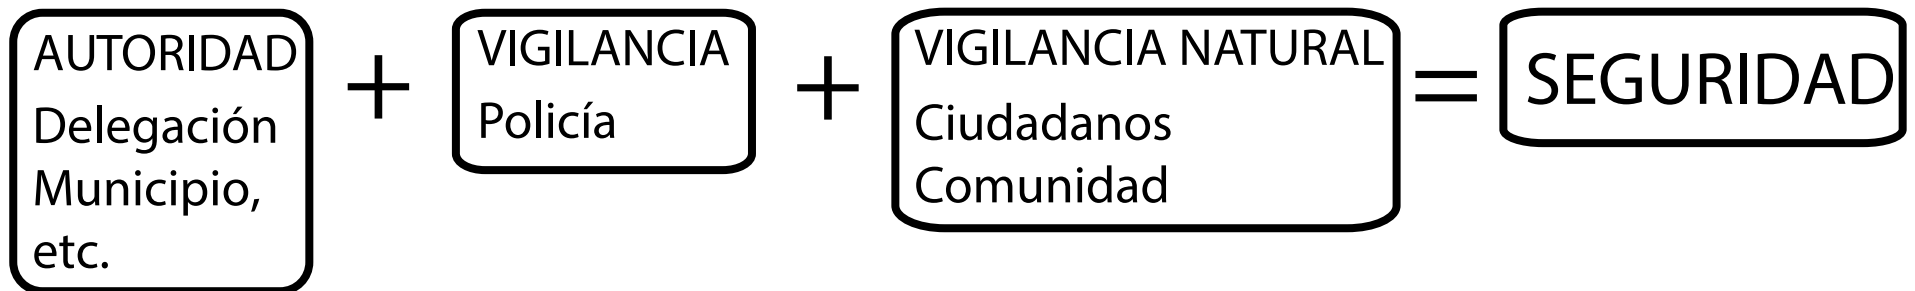 AUTORIDAD
Delegación
Municipio,
etc.
+
VIGILANCIA
Policía
+
VIGILANCIA NATURAL
Ciudadanos
Comunidad
=
SEGURIDAD